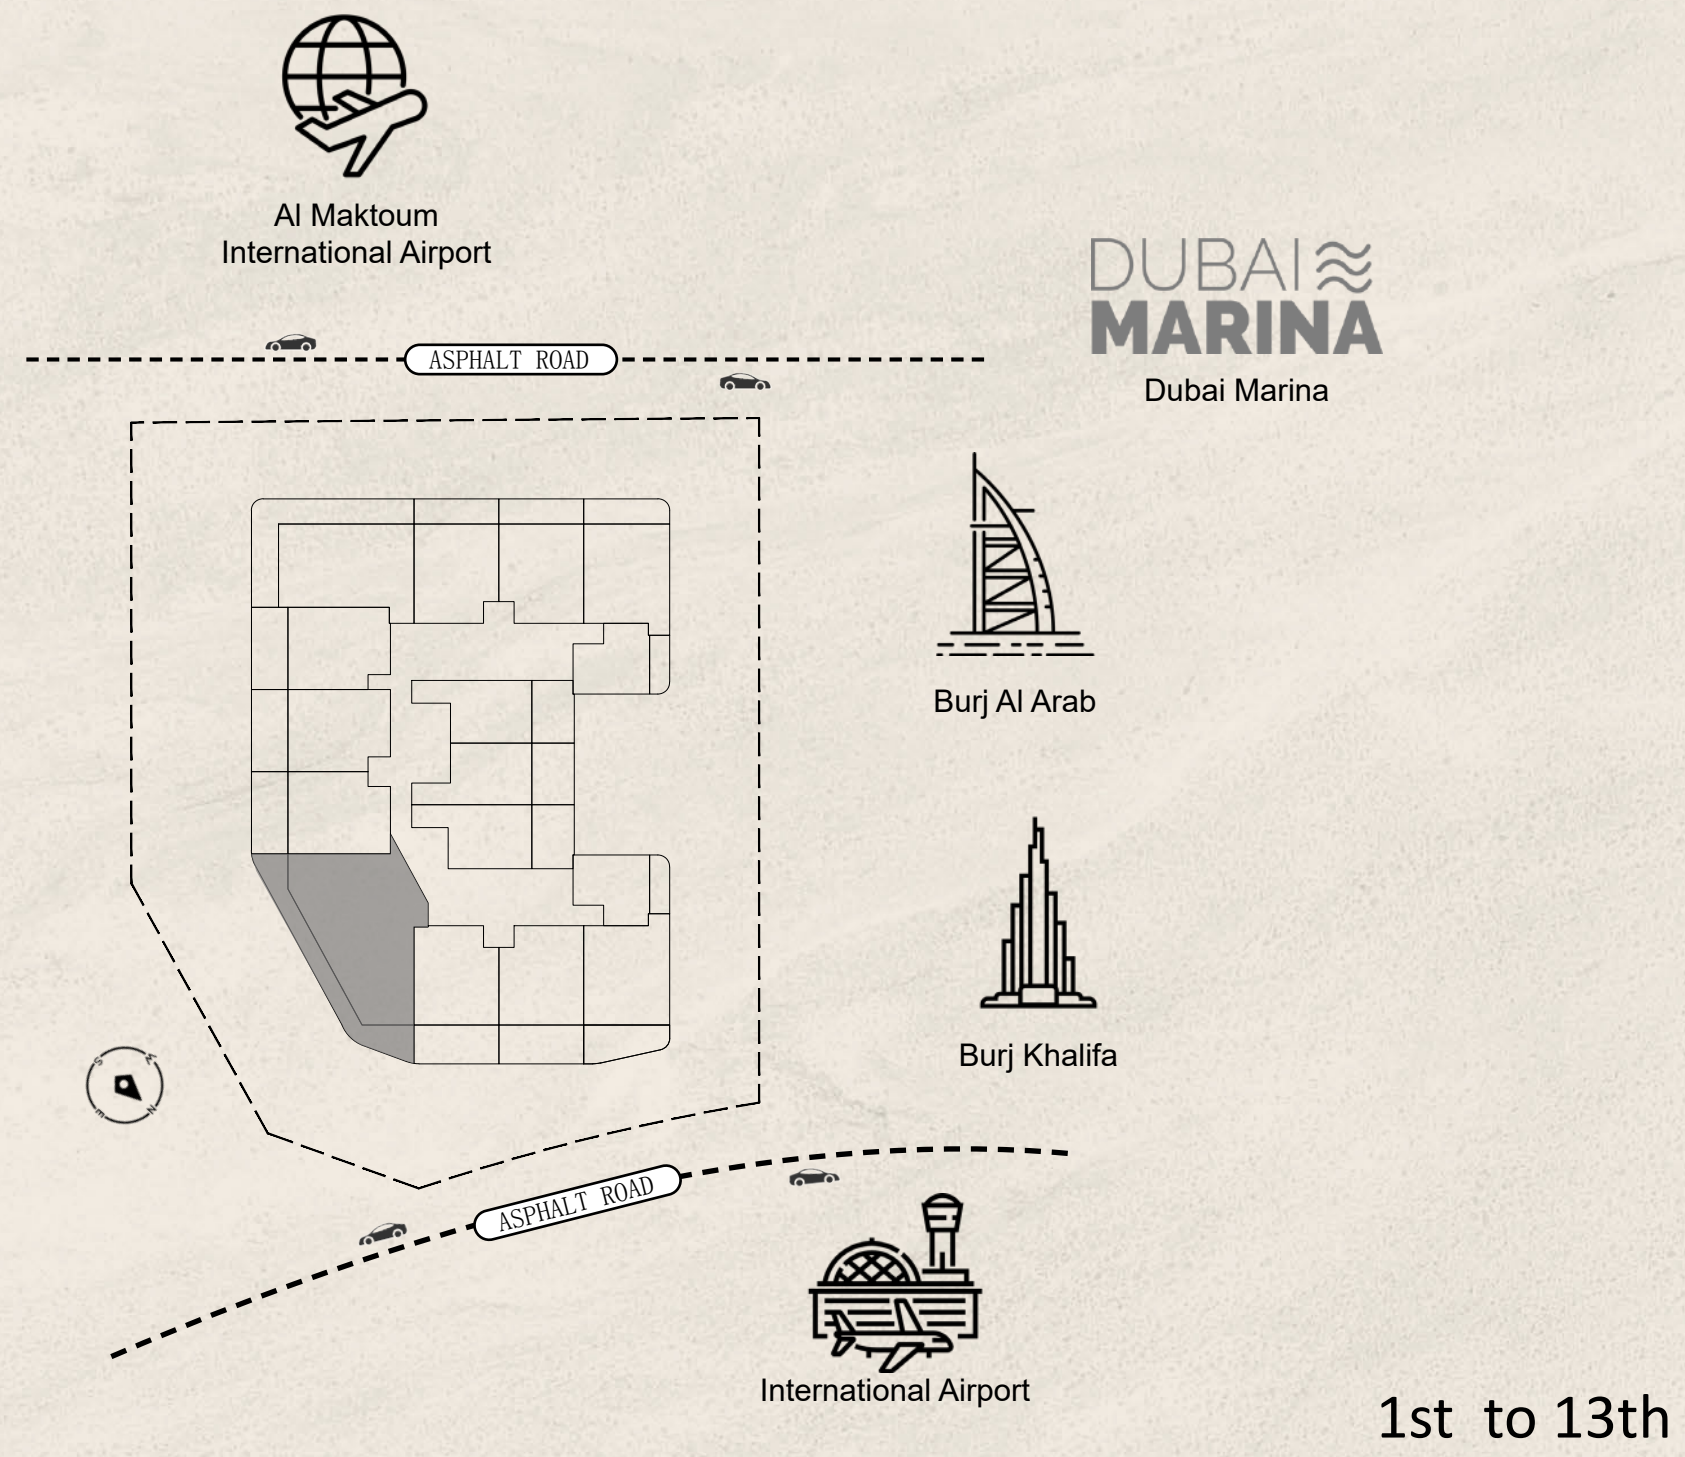 Al Maktoum
International Airport
DUBAI
MARINA
Dubai Marina
ASPHALT ROAD
Burj Al Arab
Burj Khalifa
S
W
E
N
ASPHALT ROAD
International Airport
1st to 13th